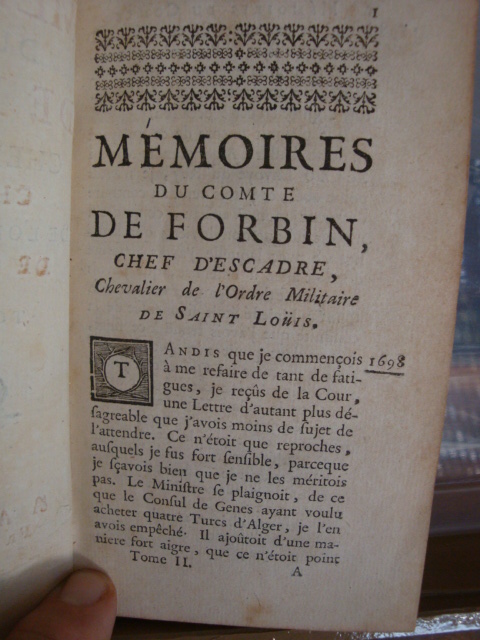 1
MÉMOIRES
DU COMTE
DE FORBIN,
CHEF D'ESCADRE,
Chevalier de l'Ordre Militaire
DE SAINT LOÜIS.
TANDIS que je commençois 1698
à me refaire de tant de fati-
gues, je reçûs de la Cour,
une Lettre d'autant plus dé-
ſagreable que j'avois moins de ſujet de
l'attendre. Ce n'étoit que reproches,
auſquels je fus fort ſenſible, parceque
je ſçavois bien que je ne les méritois
pas. Le Miniſtre ſe plaignoit, de ce
que le Conſul de Genes ayant voulu
acheter quatre Turcs d'Alger, je l'en
avois empêché. Il ajoûtoit d'une ma-
niere fort aigre, que ce n'étoit point
Tome II. A